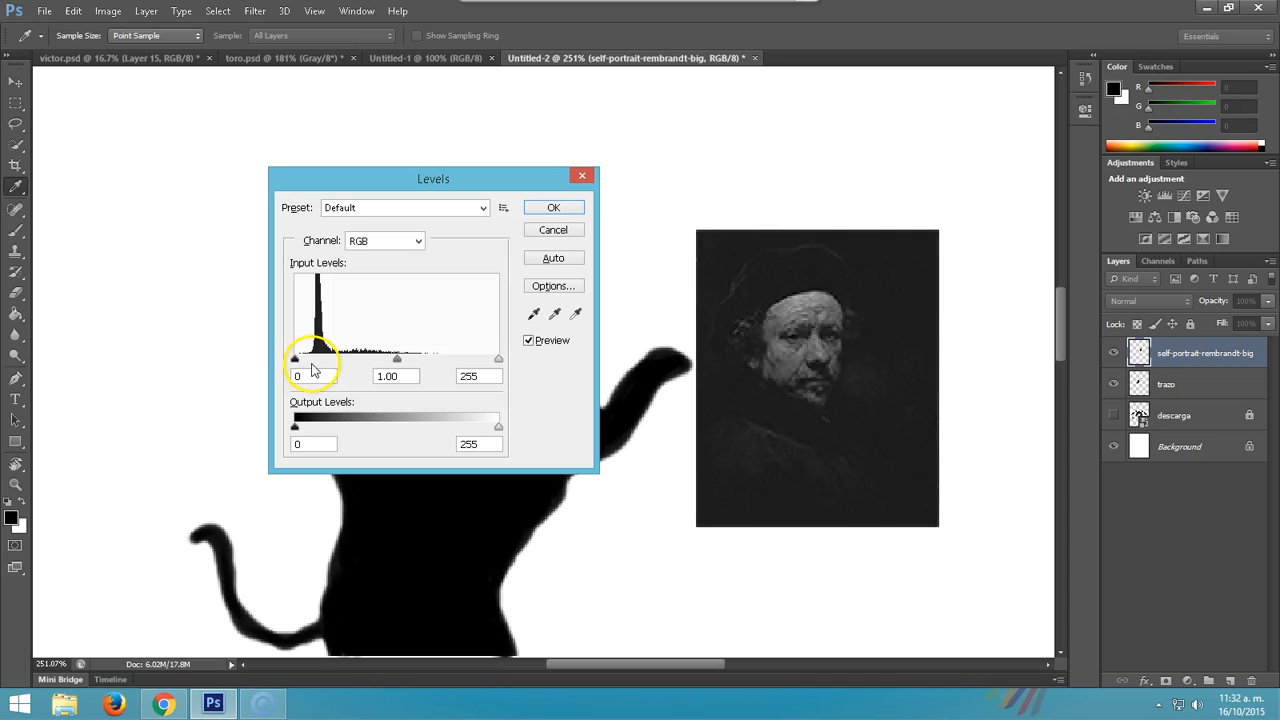 Ps File Edit Image Layer Type Select Filter 3D View Window Help
Sample Size: Point Sample Sample: All Layers Show Sampling Ring Essentials
victor.psd @ 16.7% (Layer 15, RGB/8) * × toro.psd @ 181% (Gray/8*) * × Untitled-1 @ 100% (RGB/8) × Untitled-2 @ 251% (self-portrait-rembrandt-big, RGB/8) * ×
Color Swatches
R 0
G 0
B 0
Adjustments Styles
Add an adjustment
Levels
Preset: Default OK
Cancel
Channel: RGB
Auto
Input Levels:
Options...
Preview
0 1.00 255
Output Levels:
0 255
Layers Channels Paths
Kind
Normal Opacity: 100%
Lock: Fill: 100%
self-portrait-rembrandt-big
trazo
descarga
Background
251.07% Doc: 6.02M/17.8M
Mini Bridge Timeline
Ps
11:32 a. m.
16/10/2015